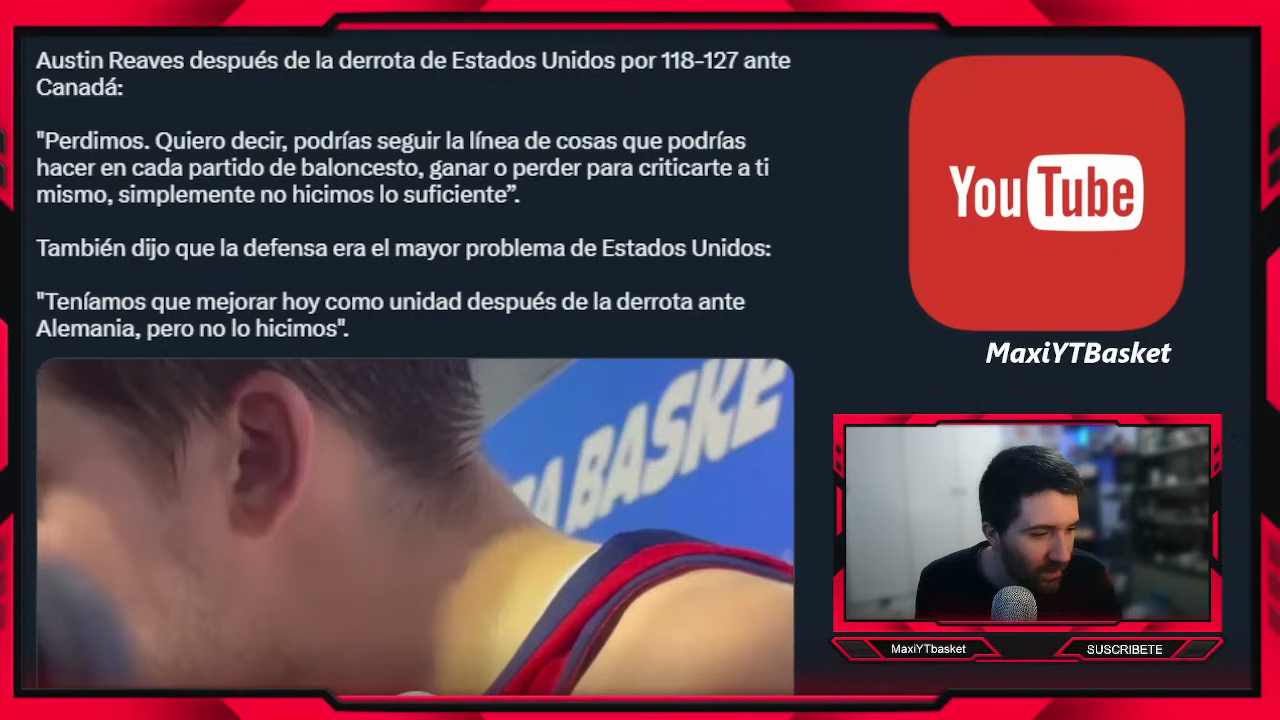 Austin Reaves después de la derrota de Estados Unidos por 118-127 ante
Canadá:
"Perdimos. Quiero decir, podrías seguir la línea de cosas que podrías
hacer en cada partido de baloncesto, ganar o perder para criticarte a ti
mismo, simplemente no hicimos lo suficiente”.
También dijo que la defensa era el mayor problema de Estados Unidos:
"Teníamos que mejorar hoy como unidad después de la derrota ante
Alemania, pero no lo hicimos".
BASKE
YouTube
MaxiYTBasket
MaxiYTbasket
SUSCRIBETE